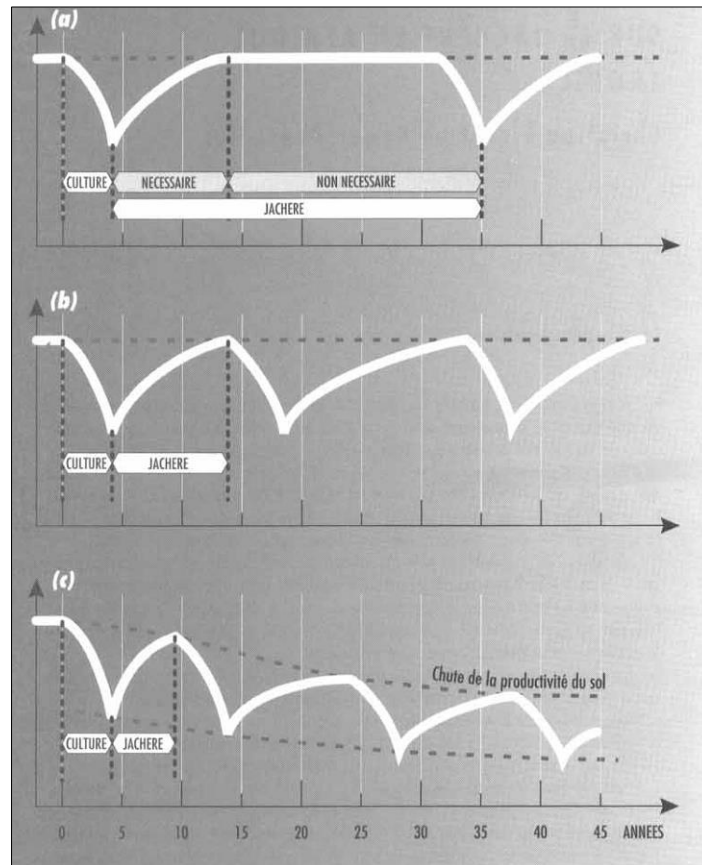 (a)
CULTURE NECESSAIRE NON NECESSAIRE
JACHERE
(b)
CULTURE JACHERE
(c)
Chute de la productivité du sol
CULTURE JACHERE
0 5 10 15 20 25 30 35 40 45 ANNEES